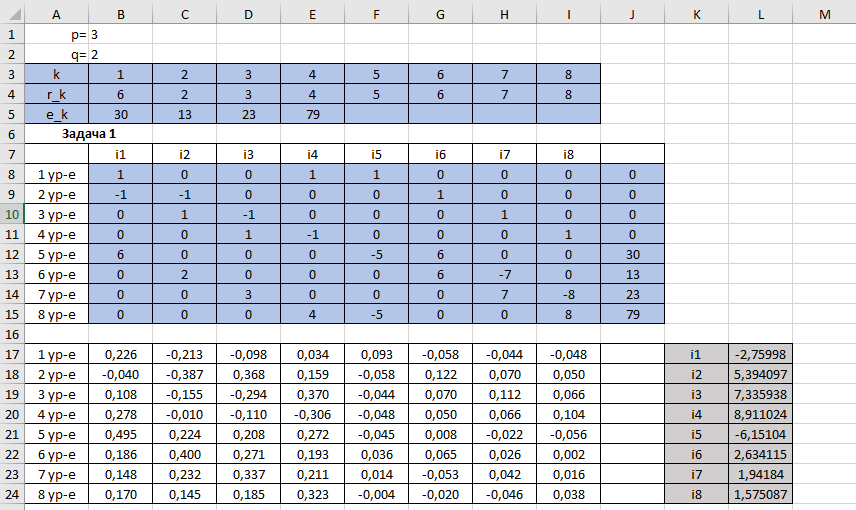 A B C D E F G H I J K L M
1 p= 3
2 q= 2
3 k 1 2 3 4 5 6 7 8
4 r_k 6 2 3 4 5 6 7 8
5 e_k 30 13 23 79
6 Задача 1
7 i1 i2 i3 i4 i5 i6 i7 i8
8 1 ур-е 1 0 0 1 1 0 0 0 0
9 2 ур-е -1 -1 0 0 0 1 0 0 0
10 3 ур-е 0 1 -1 0 0 0 1 0 0
11 4 ур-е 0 0 1 -1 0 0 0 1 0
12 5 ур-е 6 0 0 0 -5 6 0 0 30
13 6 ур-е 0 2 0 0 0 6 -7 0 13
14 7 ур-е 0 0 3 0 0 0 7 -8 23
15 8 ур-е 0 0 0 4 -5 0 0 8 79
16
17 1 ур-е 0,226 -0,213 -0,098 0,034 0,093 -0,058 -0,044 -0,048 i1 -2,75998
18 2 ур-е -0,040 -0,387 0,368 0,159 -0,058 0,122 0,070 0,050 i2 5,394097
19 3 ур-е 0,108 -0,155 -0,294 0,370 -0,044 0,070 0,112 0,066 i3 7,335938
20 4 ур-е 0,278 -0,010 -0,110 -0,306 -0,048 0,050 0,066 0,104 i4 8,911024
21 5 ур-е 0,495 0,224 0,208 0,272 -0,045 0,008 -0,022 -0,056 i5 -6,15104
22 6 ур-е 0,186 0,400 0,271 0,193 0,036 0,065 0,026 0,002 i6 2,634115
23 7 ур-е 0,148 0,232 0,337 0,211 0,014 -0,053 0,042 0,016 i7 1,94184
24 8 ур-е 0,170 0,145 0,185 0,323 -0,004 -0,020 -0,046 0,038 i8 1,575087